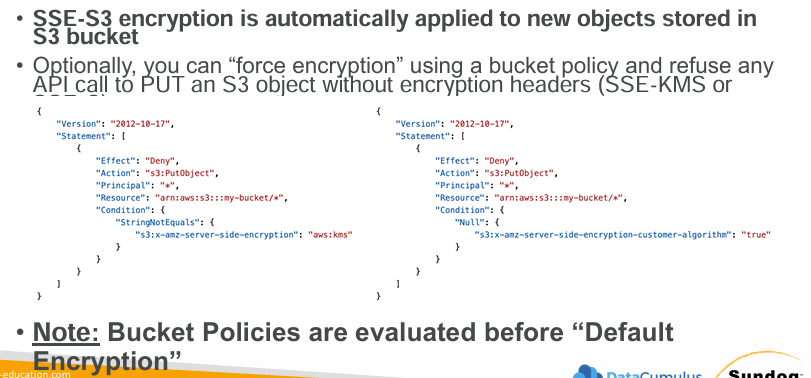 • SSE-S3 encryption is automatically applied to new objects stored in
S3 bucket
• Optionally, you can “force encryption” using a bucket policy and refuse any
API call to PUT an S3 object without encryption headers (SSE-KMS or
{
"Version": "2012-10-17",
"Statement": [
{
"Effect": "Deny",
"Action": "s3:PutObject",
"Principal": "*",
"Resource": "arn:aws:s3:::my-bucket/*",
"Condition": {
"StringNotEquals": {
"s3:x-amz-server-side-encryption": "aws:kms"
}
}
}
]
}
{
"Version": "2012-10-17",
"Statement": [
{
"Effect": "Deny",
"Action": "s3:PutObject",
"Principal": "*",
"Resource": "arn:aws:s3:::my-bucket/*",
"Condition": {
"Null": {
"s3:x-amz-server-side-encryption-customer-algorithm": "true"
}
}
}
]
}
• Note: Bucket Policies are evaluated before “Default
Encryption”
-education.com
DataCumulus
Sundog